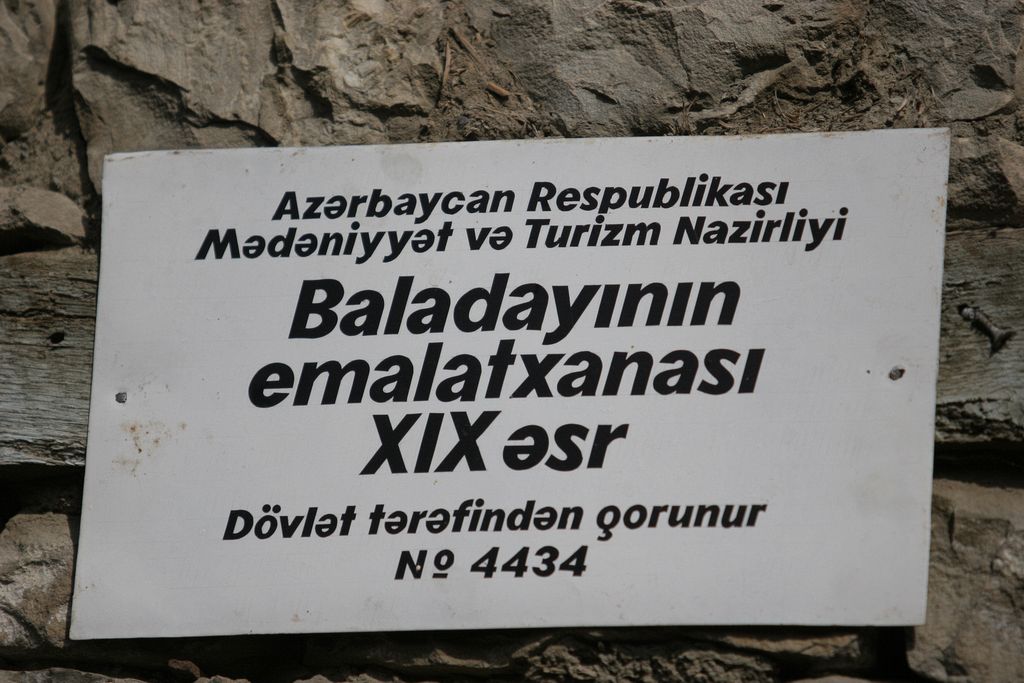 Azərbaycan Respublikası
Mədəniyyət və Turizm Nazirliyi
Baladayının
emalatxanası
XIX əsr
Dövlət tərəfindən qorunur
Nº 4434